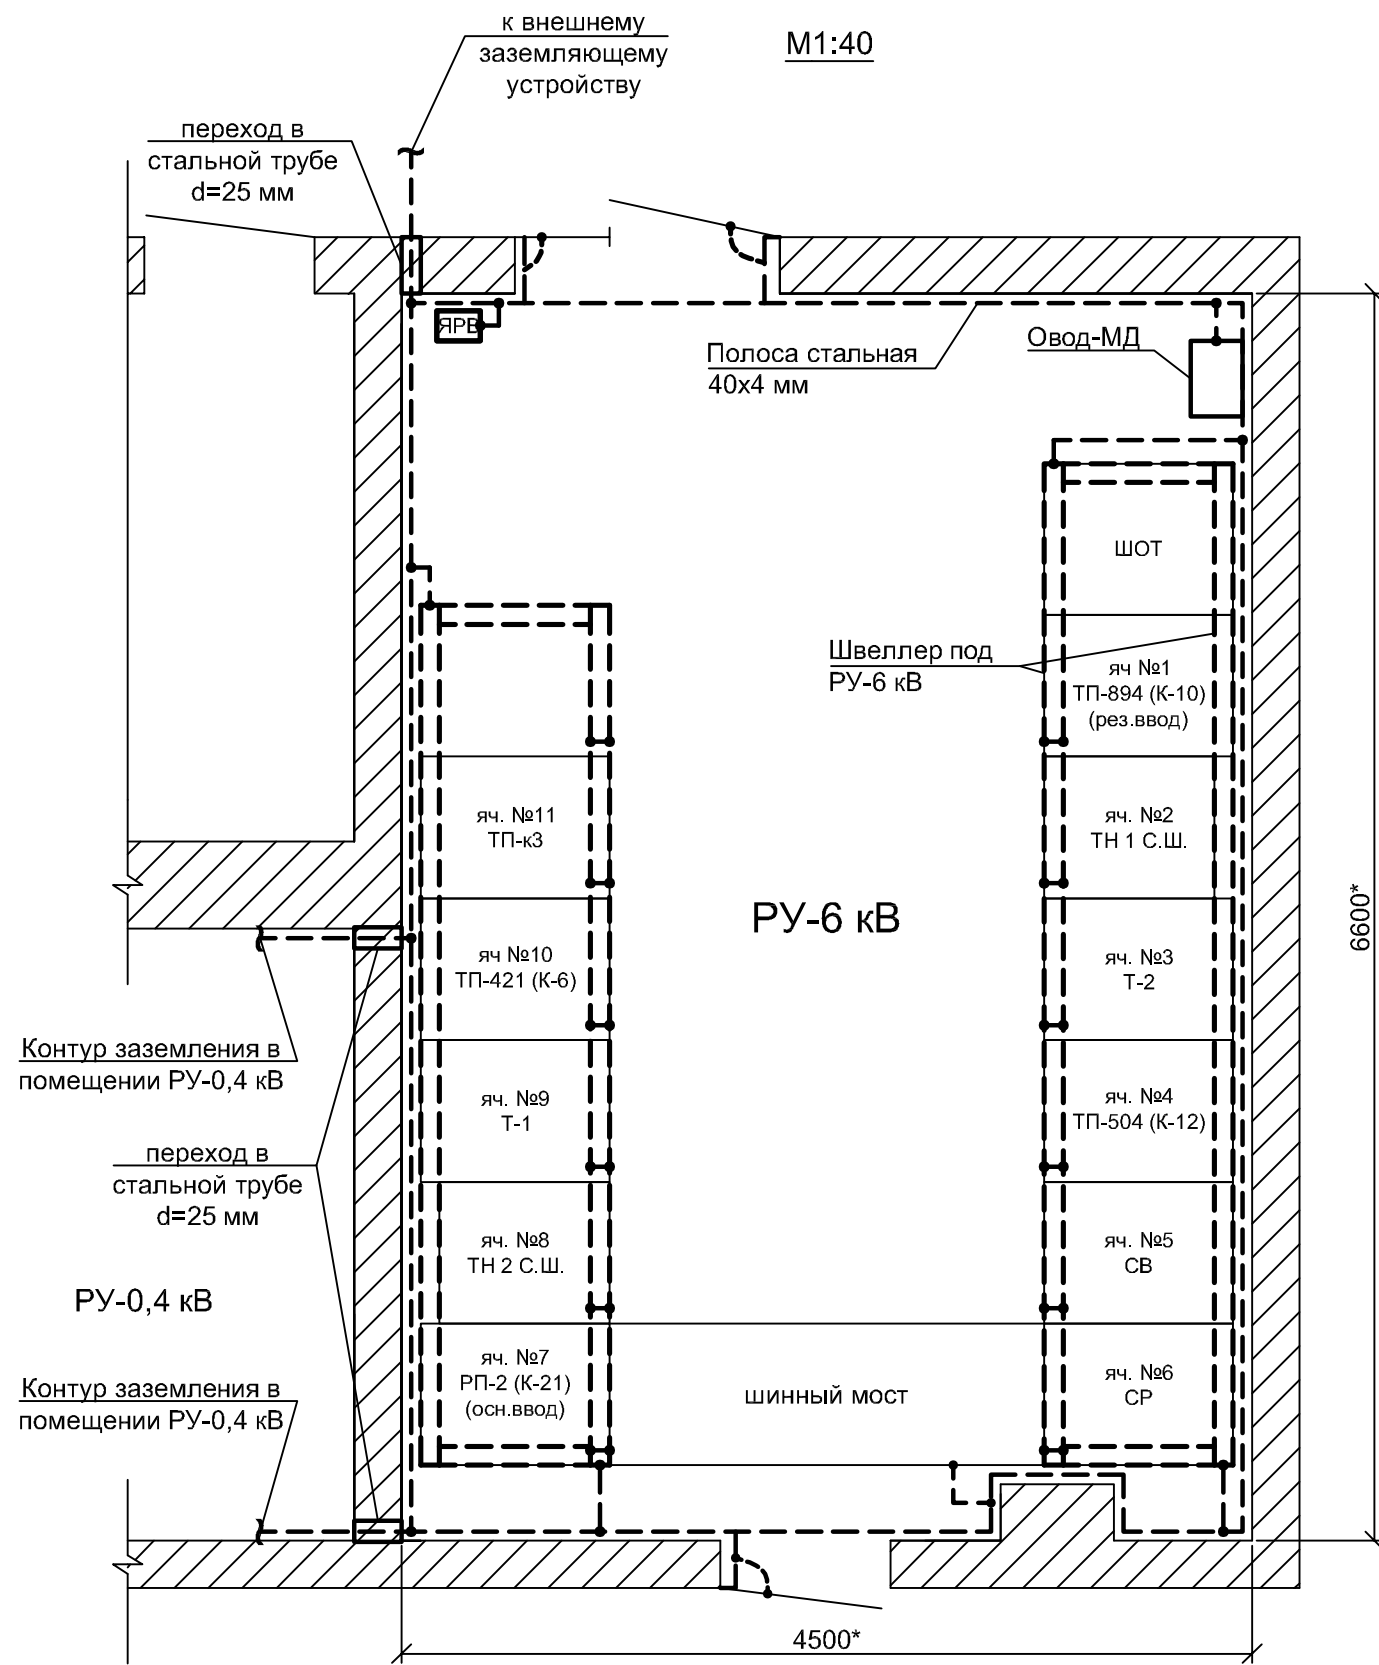 к внешнему
заземляющему
устройству
М1:40
переход в
стальной трубе
d=25 мм
ЯРВ
Полоса стальная
40х4 мм
Овод-МД
ШОТ
Швеллер под
РУ-6 кВ
яч №1
ТП-894 (К-10)
(рез.ввод)
яч. №11
ТП-к3
яч. №2
ТН 1 С.Ш.
РУ-6 кВ
6600*
яч №10
ТП-421 (К-6)
яч. №3
Т-2
Контур заземления в
помещении РУ-0,4 кВ
яч. №9
Т-1
яч. №4
ТП-504 (К-12)
переход в
стальной трубе
d=25 мм
яч. №8
ТН 2 С.Ш.
яч. №5
СВ
РУ-0,4 кВ
яч. №7
РП-2 (К-21)
(осн.ввод)
шинный мост
яч. №6
СР
Контур заземления в
помещении РУ-0,4 кВ
4500*